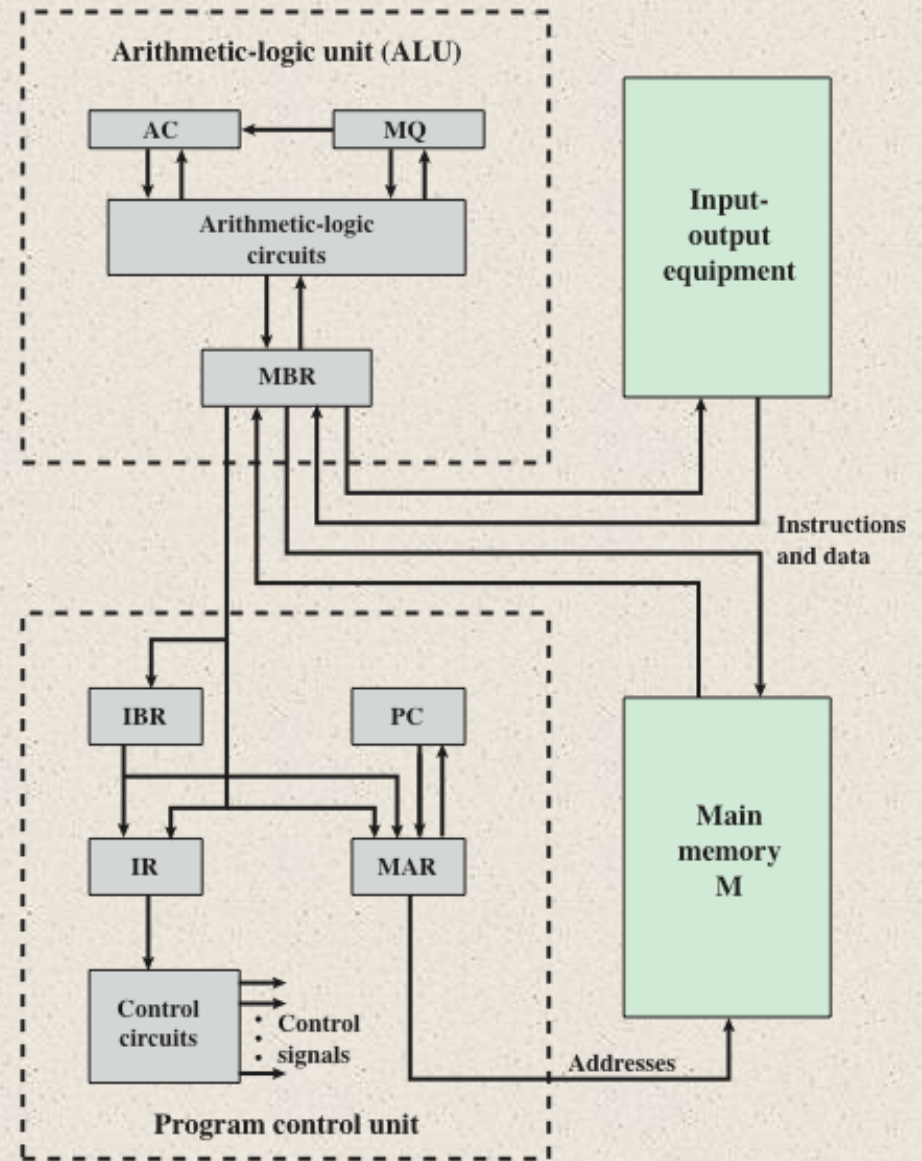 Arithmetic-logic unit (ALU)
AC
MQ
Arithmetic-logic
circuits
MBR
Input-
output
equipment
Instructions
and data
IBR
PC
IR
MAR
Main
memory
M
Control
circuits
Control
signals
Addresses
Program control unit